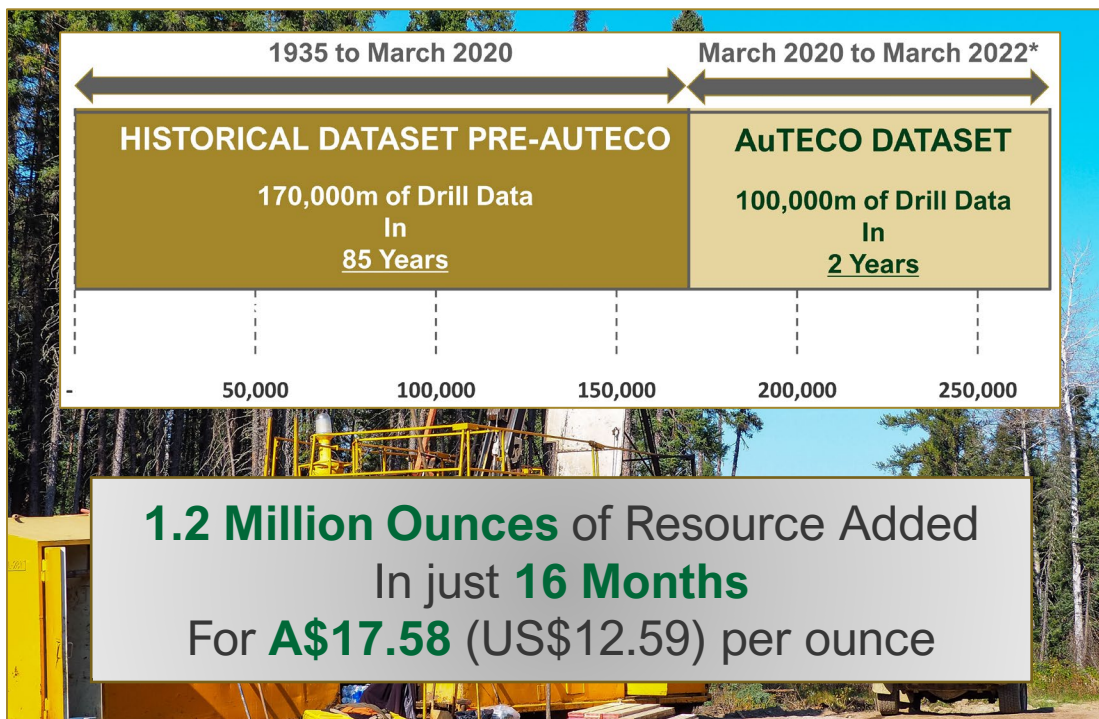 1935 to March 2020
March 2020 to March 2022*
HISTORICAL DATASET PRE-AUTECO
170,000m of Drill Data
In
85 Years
AuTECO DATASET
100,000m of Drill Data
In
2 Years
- 50,000 100,000 150,000 200,000 250,000
1.2 Million Ounces of Resource Added
In just 16 Months
For A$17.58 (US$12.59) per ounce